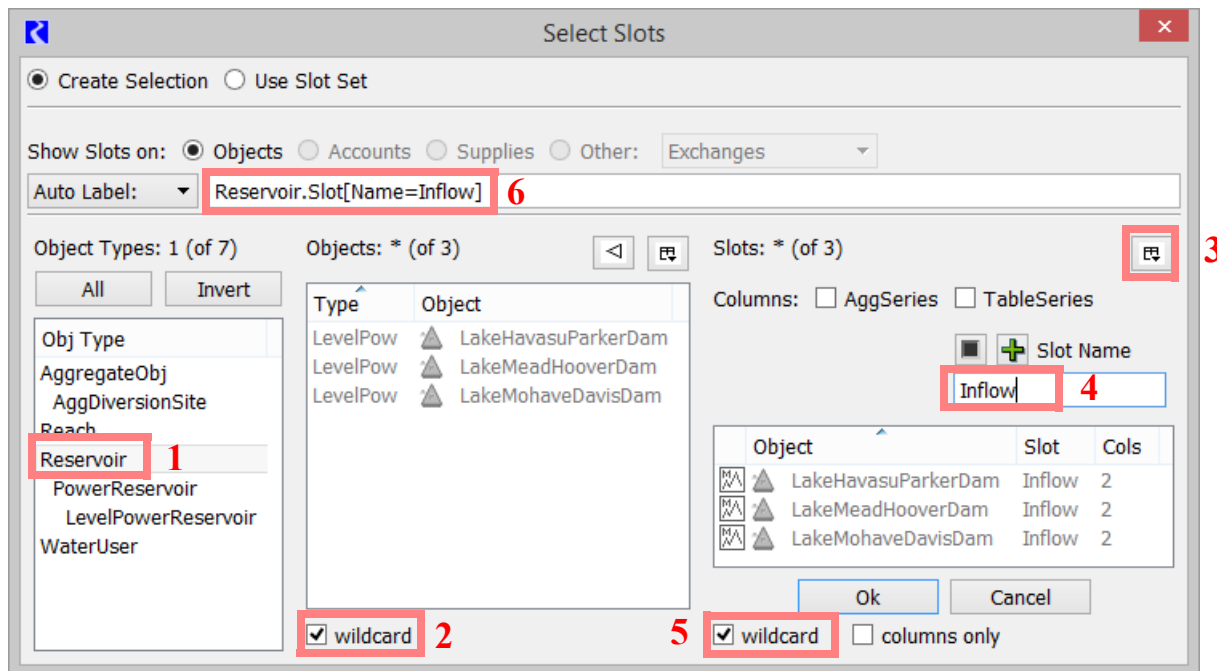 Select Slots
Create Selection Use Slot Set
Show Slots on: Objects Accounts Supplies Other: Exchanges
Auto Label: Reservoir.Slot[Name=Inflow] 6
Object Types: 1 (of 7)
All Invert
Obj Type
AggregateObj
AggDiversionSite
Reach
Reservoir 1
PowerReservoir
LevelPowerReservoir
WaterUser
Objects: * (of 3)
Type Object
LevelPow LakeHavasuParkerDam
LevelPow LakeMeadHooverDam
LevelPow LakeMohaveDavisDam
wildcard 2
Slots: * (of 3) 3
Columns: AggSeries TableSeries
Slot Name
Inflow 4
Object Slot Cols
LakeHavasuParkerDam Inflow 2
LakeMeadHooverDam Inflow 2
LakeMohaveDavisDam Inflow 2
Ok Cancel
5 wildcard columns only